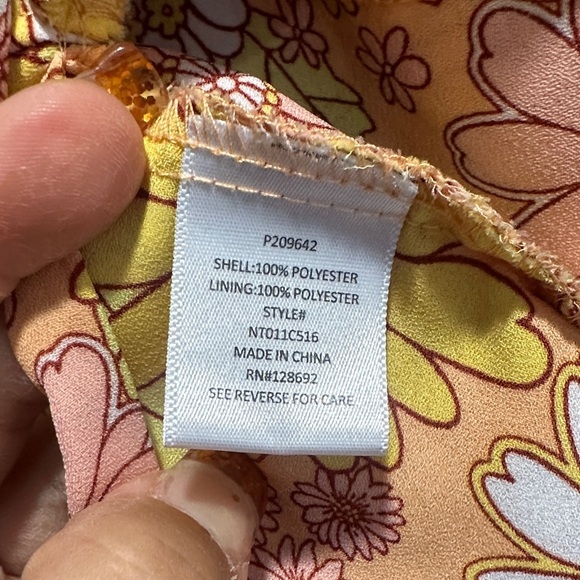 P209642
SHELL:100% POLYESTER
LINING:100% POLYESTER
STYLE#
NT011C516
MADE IN CHINA
RN#128692
SEE REVERSE FOR CARE